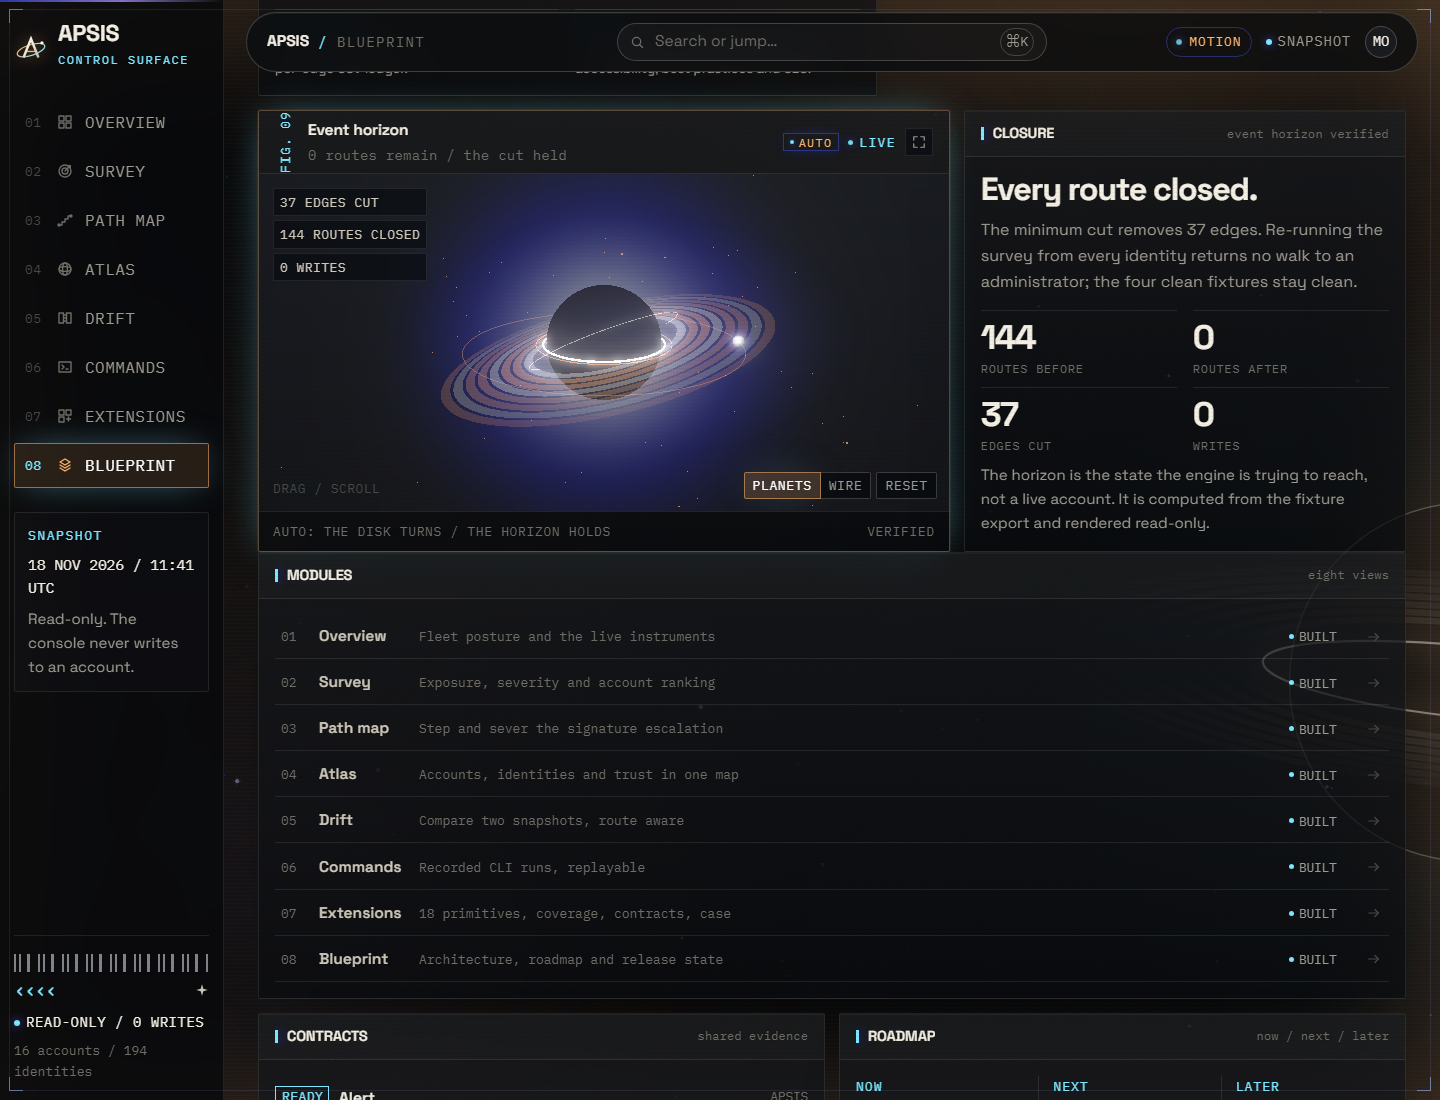 APSIS
CONTROL SURFACE
01 OVERVIEW
02 SURVEY
03 PATH MAP
04 ATLAS
05 DRIFT
06 COMMANDS
07 EXTENSIONS
08 BLUEPRINT
SNAPSHOT
18 NOV 2026 / 11:41
UTC
Read-only. The
console never writes
to an account.
READ-ONLY / 0 WRITES
16 accounts / 194
identities
APSIS / BLUEPRINT
Search or jump...
⌘K
MOTION
SNAPSHOT
MO
FIG. 09
Event horizon
0 routes remain / the cut held
AUTO
LIVE
37 EDGES CUT
144 ROUTES CLOSED
0 WRITES
DRAG / SCROLL
PLANETS WIRE RESET
AUTO: THE DISK TURNS / THE HORIZON HOLDS
VERIFIED
CLOSURE
event horizon verified
Every route closed.
The minimum cut removes 37 edges. Re-running the
survey from every identity returns no walk to an
administrator; the four clean fixtures stay clean.
144 0
ROUTES BEFORE ROUTES AFTER
37 0
EDGES CUT WRITES
The horizon is the state the engine is trying to reach,
not a live account. It is computed from the fixture
export and rendered read-only.
MODULES
eight views
01 Overview Fleet posture and the live instruments BUILT →
02 Survey Exposure, severity and account ranking BUILT →
03 Path map Step and sever the signature escalation BUILT →
04 Atlas Accounts, identities and trust in one map BUILT →
05 Drift Compare two snapshots, route aware BUILT →
06 Commands Recorded CLI runs, replayable BUILT →
07 Extensions 18 primitives, coverage, contracts, case BUILT →
08 Blueprint Architecture, roadmap and release state BUILT →
CONTRACTS
shared evidence
READY Alert APSIS
ROADMAP
now / next / later
NOW NEXT LATER